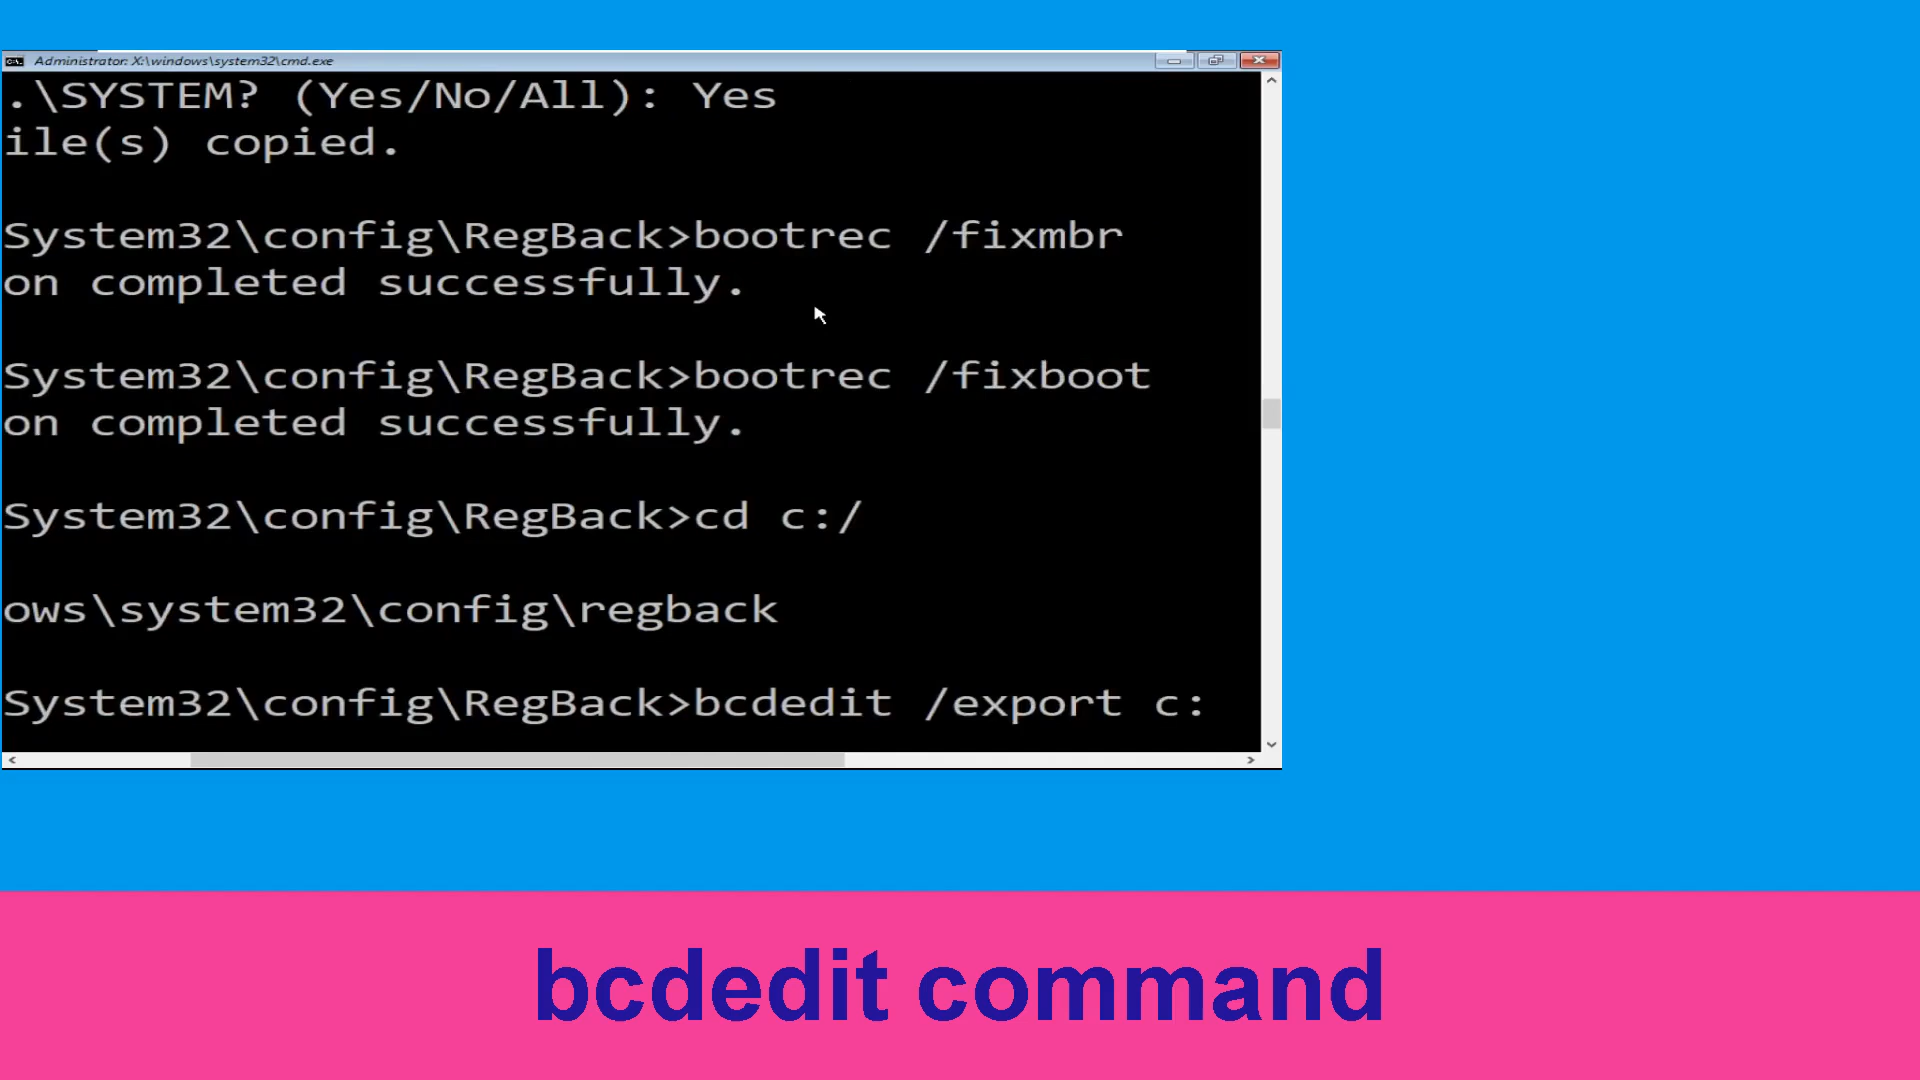 Administrator: X:\windows\system32\cmd.exe
.\SYSTEM? (Yes/No/All): Yes
ile(s) copied.
System32\config\RegBack>bootrec /fixmbr
on completed successfully.
System32\config\RegBack>bootrec /fixboot
on completed successfully.
System32\config\RegBack>cd c:/
ows\system32\config\regback
System32\config\RegBack>bcdedit /export c:
bcdedit command